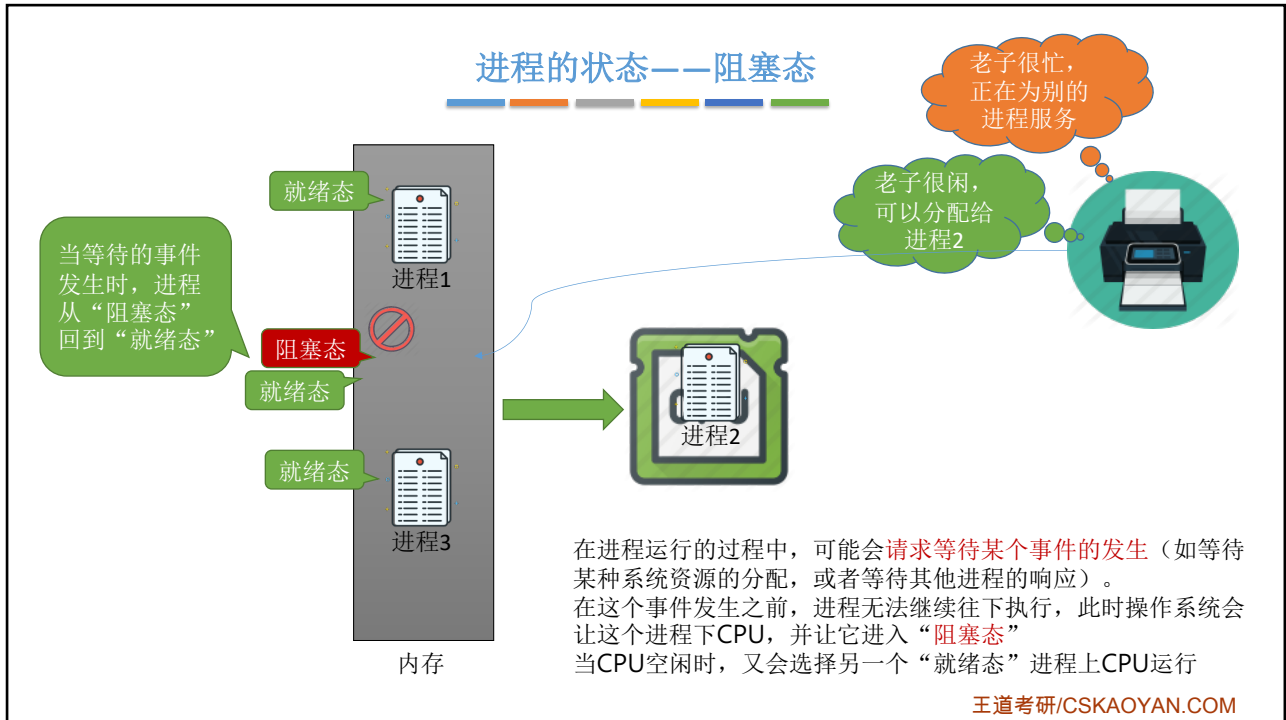 进程的状态——阻塞态
老子很忙，
正在为别的
进程服务
老子很闲，
可以分配给
进程2
就绪态
进程1
当等待的事件
发生时，进程
从“阻塞态”
回到“就绪态”
阻塞态
就绪态
进程2
就绪态
进程3
内存
在进程运行的过程中，可能会请求等待某个事件的发生（如等待
某种系统资源的分配，或者等待其他进程的响应）。
在这个事件发生之前，进程无法继续往下执行，此时操作系统会
让这个进程下CPU，并让它进入“阻塞态”
当CPU空闲时，又会选择另一个“就绪态”进程上CPU运行
王道考研/CSKAOYAN.COM